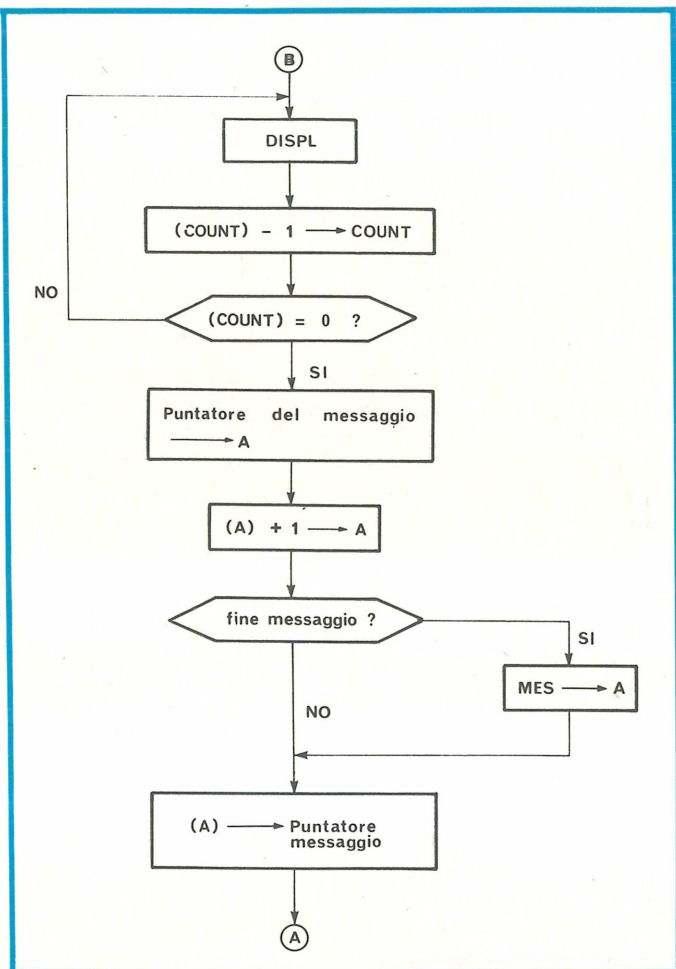 B
DISPL
(COUNT) - 1 → COUNT
(COUNT) = 0 ?
NO
SI
Puntatore del messaggio
→ A
(A) + 1 → A
fine messaggio ?
SI
MES → A
NO
(A) → Puntatore
messaggio
A